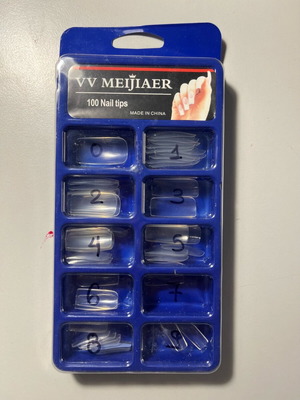 VV MEIJIAER
100 Nail tips
MADE IN CHINA
0 1
2 3
4 5
6 7
8 9